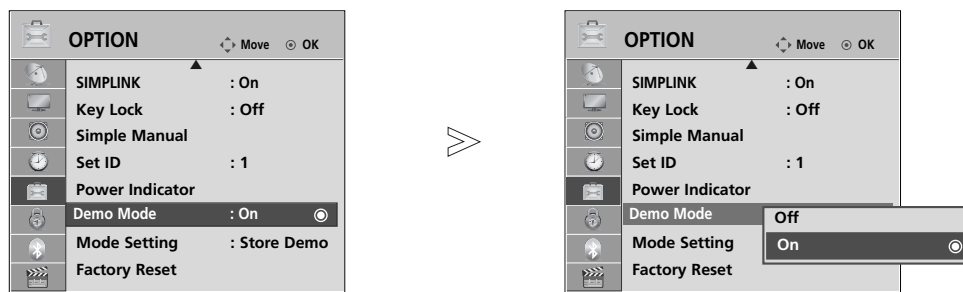 OPTION
Move OK
SIMPLINK : On
Key Lock : Off
Simple Manual
Set ID : 1
Power Indicator
Demo Mode : On
Mode Setting : Store Demo
Factory Reset
OPTION
Move OK
SIMPLINK : On
Key Lock : Off
Simple Manual
Set ID : 1
Power Indicator
Demo Mode
Off
Mode Setting
On
Factory Reset